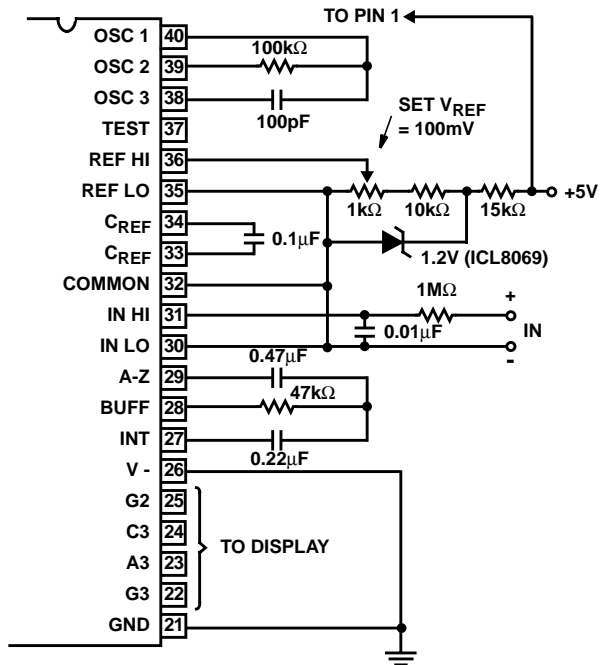 TO PIN 1
OSC 1 40
100kΩ
OSC 2 39
OSC 3 38
100pF
SET VREF
= 100mV
TEST 37
REF HI 36
REF LO 35
1kΩ 10kΩ 15kΩ
+5V
CREF 34
0.1µF
CREF 33
1.2V (ICL8069)
COMMON 32
1MΩ
+
IN HI 31
0.01µF
IN
IN LO 30
-
0.47µF
A-Z 29
47kΩ
BUFF 28
INT 27
0.22µF
V - 26
G2 25
C3 24
TO DISPLAY
A3 23
G3 22
GND 21